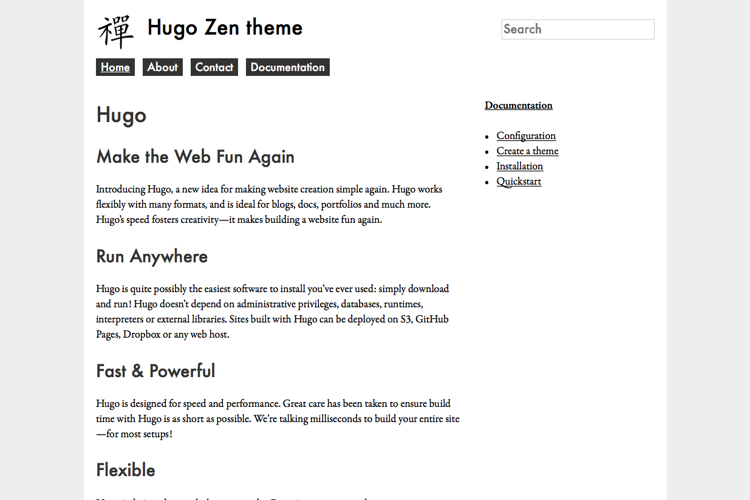 禪 Hugo Zen theme
Search
Home About Contact Documentation
Hugo
Make the Web Fun Again
Introducing Hugo, a new idea for making website creation simple again. Hugo works
flexibly with many formats, and is ideal for blogs, docs, portfolios and much more.
Hugo's speed fosters creativity—it makes building a website fun again.
Run Anywhere
Hugo is quite possibly the easiest software to install you've ever used: simply download
and run! Hugo doesn't depend on administrative privileges, databases, runtimes,
interpreters or external libraries. Sites built with Hugo can be deployed on S3, GitHub
Pages, Dropbox or any web host.
Fast & Powerful
Hugo is designed for speed and performance. Great care has been taken to ensure build
time with Hugo is as short as possible. We're talking milliseconds to build your entire site
—for most setups!
Flexible
Documentation
Configuration
Create a theme
Installation
Quickstart